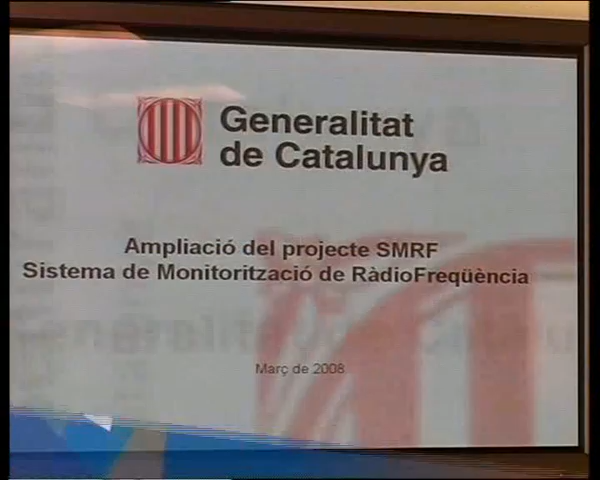 Generalitat
de Catalunya
Ampliació del projecte SMRF
Sistema de Monitorització de RàdioFreqüència
Març de 2008